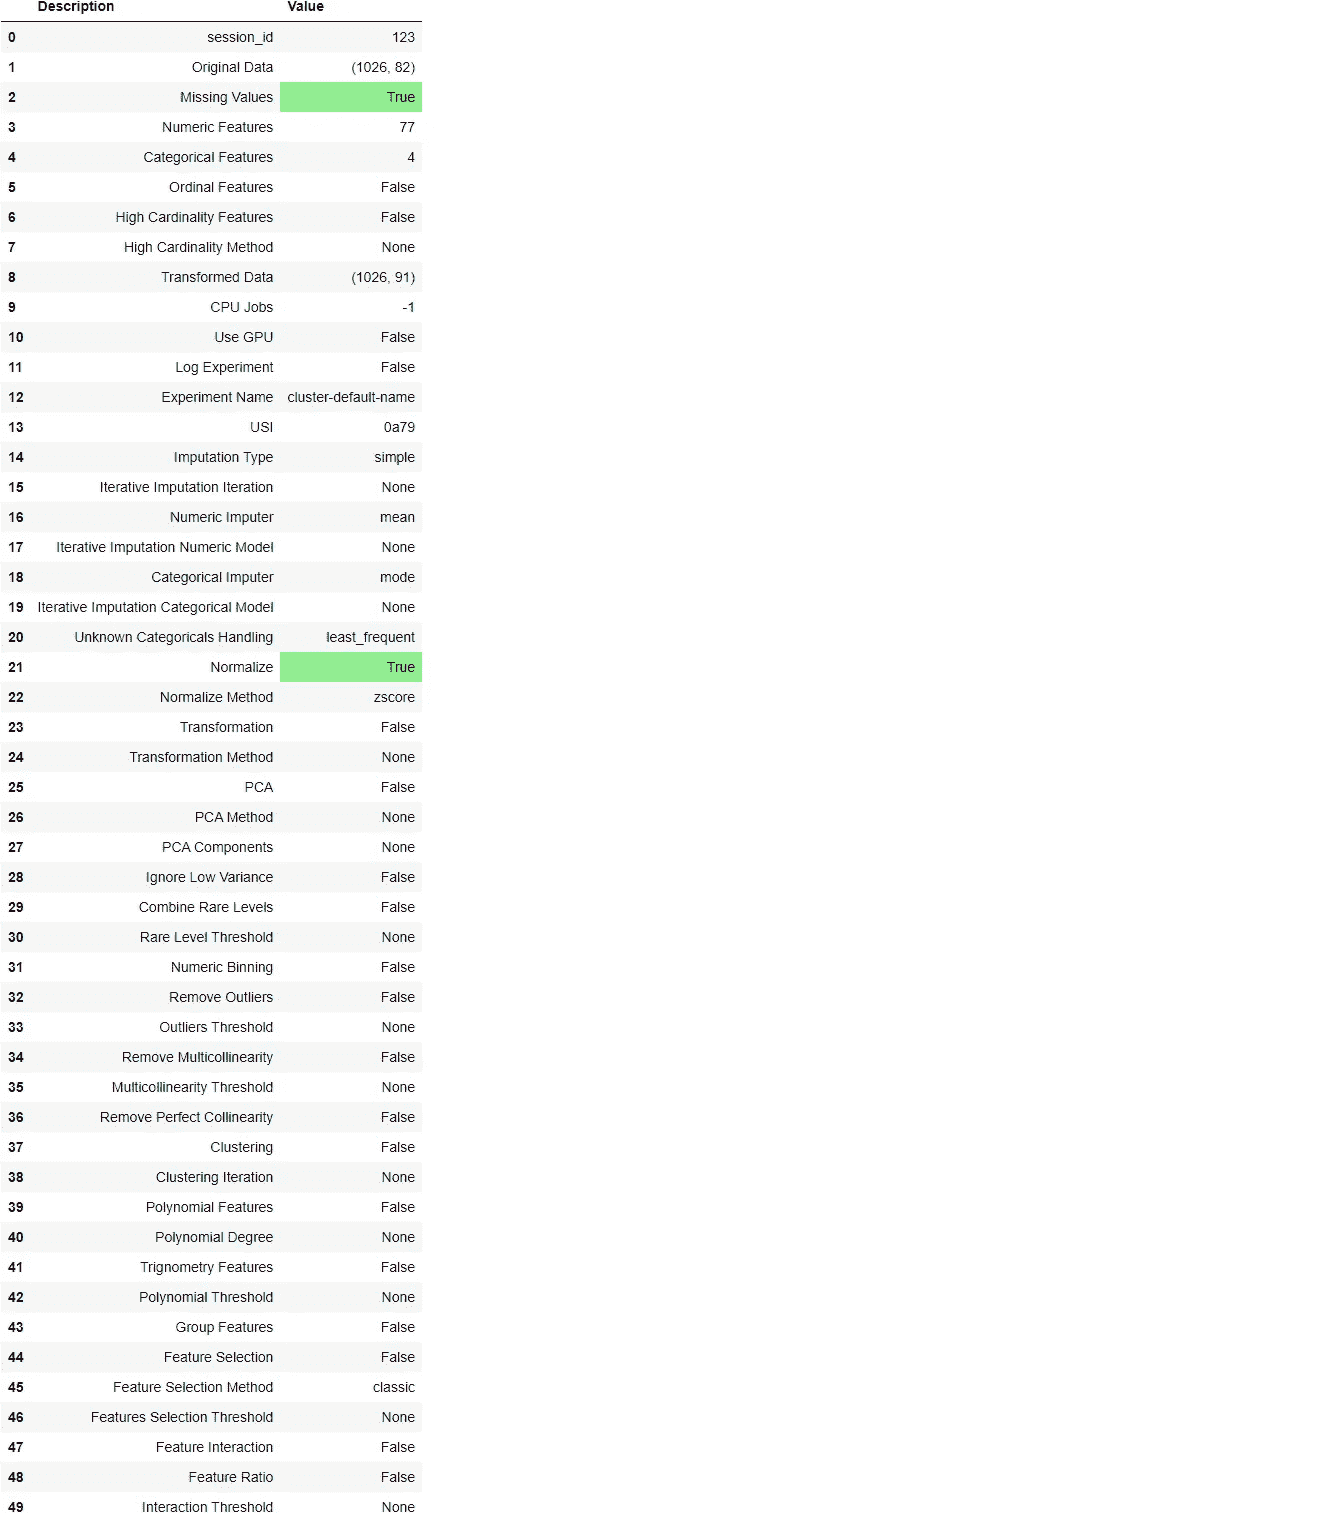 Description Value
0 session_id 123
1 Original Data (1026, 82)
2 Missing Values True
3 Numeric Features 77
4 Categorical Features 4
5 Ordinal Features False
6 High Cardinality Features False
7 High Cardinality Method None
8 Transformed Data (1026, 91)
9 CPU Jobs -1
10 Use GPU False
11 Log Experiment False
12 Experiment Name cluster-default-name
13 USI 0a79
14 Imputation Type simple
15 Iterative Imputation Iteration None
16 Numeric Imputer mean
17 Iterative Imputation Numeric Model None
18 Categorical Imputer mode
19 Iterative Imputation Categorical Model None
20 Unknown Categoricals Handling least_frequent
21 Normalize True
22 Normalize Method zscore
23 Transformation False
24 Transformation Method None
25 PCA False
26 PCA Method None
27 PCA Components None
28 Ignore Low Variance False
29 Combine Rare Levels False
30 Rare Level Threshold None
31 Numeric Binning False
32 Remove Outliers False
33 Outliers Threshold None
34 Remove Multicollinearity False
35 Multicollinearity Threshold None
36 Remove Perfect Collinearity False
37 Clustering False
38 Clustering Iteration None
39 Polynomial Features False
40 Polynomial Degree None
41 Trignometry Features False
42 Polynomial Threshold None
43 Group Features False
44 Feature Selection False
45 Feature Selection Method classic
46 Features Selection Threshold None
47 Feature Interaction False
48 Feature Ratio False
49 Interaction Threshold None